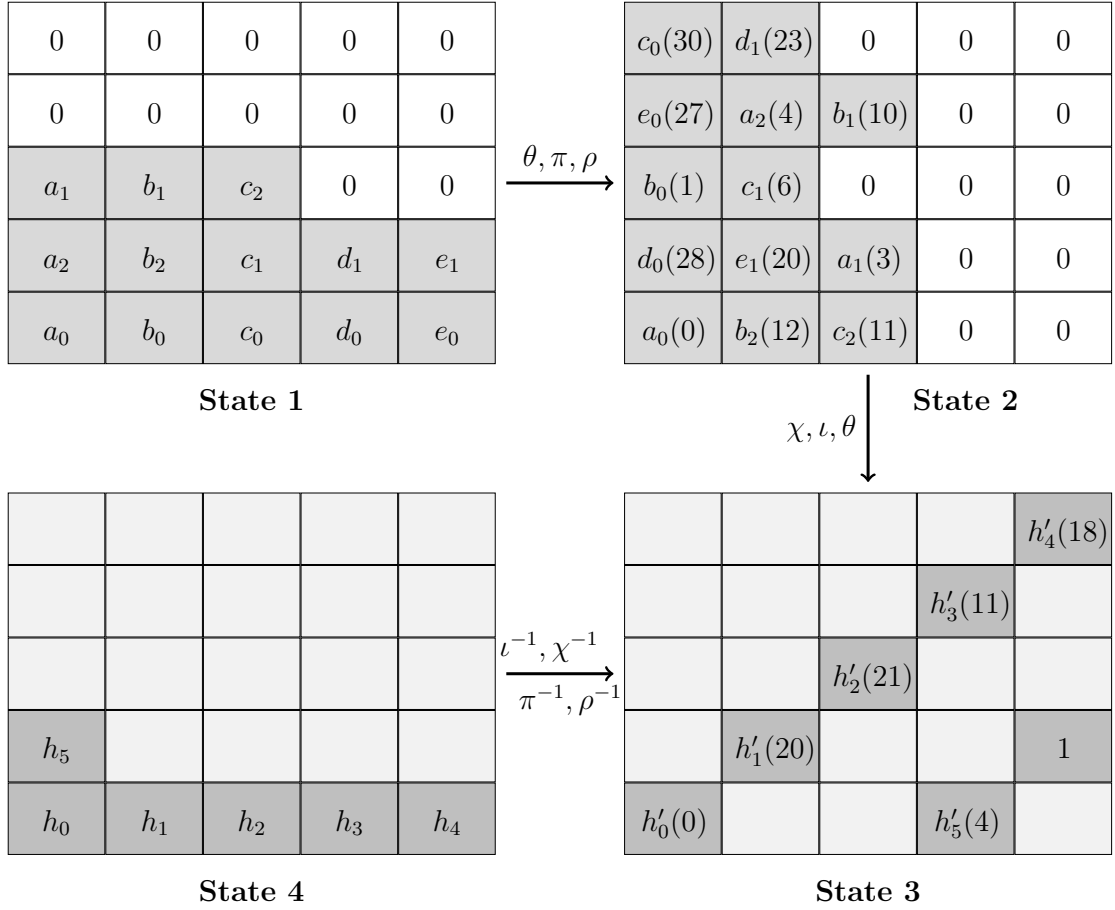 0 0 0 0 0
0 0 0 0 0
a₁ b₁ c₂ 0 0
a₂ b₂ c₁ d₁ e₁
a₀ b₀ c₀ d₀ e₀
State 1
θ, π, ρ
c₀(30) d₁(23) 0 0 0
e₀(27) a₂(4) b₁(10) 0 0
b₀(1) c₁(6) 0 0 0
d₀(28) e₁(20) a₁(3) 0 0
a₀(0) b₂(12) c₂(11) 0 0
State 2
χ, ι, θ
h₅
h₀ h₁ h₂ h₃ h₄
State 4
ι⁻¹, χ⁻¹
π⁻¹, ρ⁻¹
h′₄(18)
h′₃(11)
h′₂(21)
h′₁(20) 1
h′₀(0) h′₅(4)
State 3